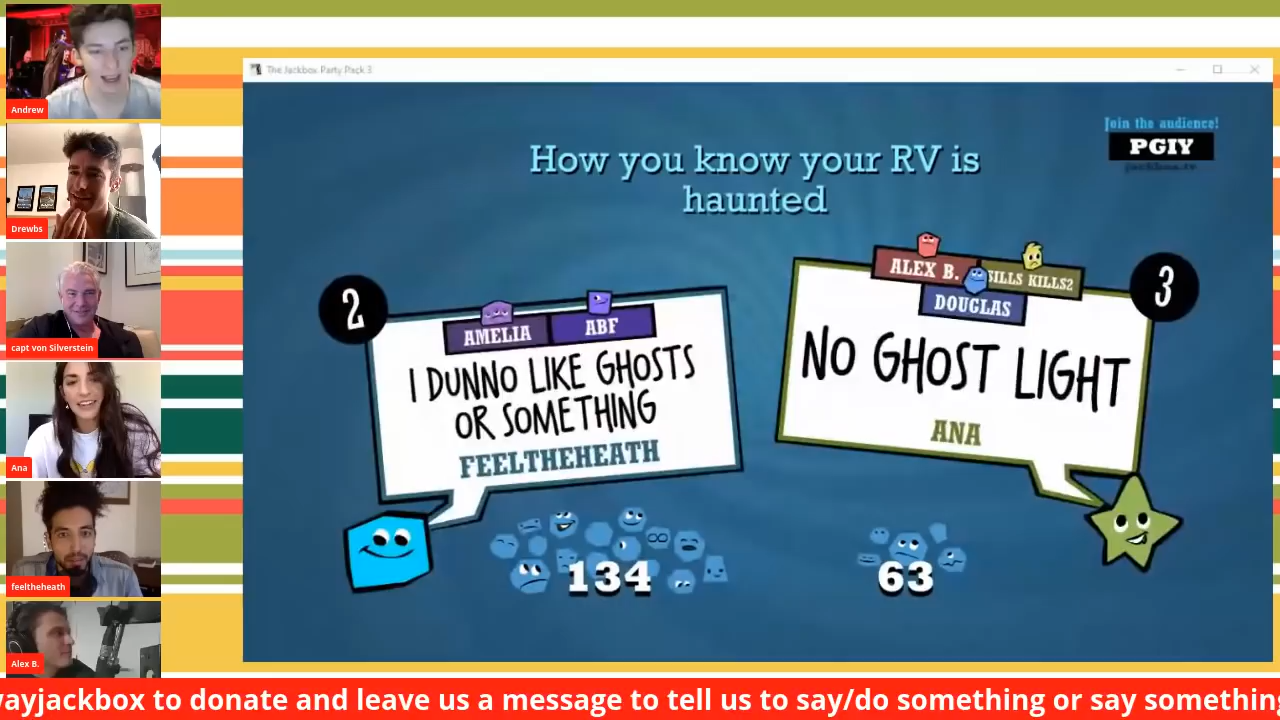 Andrew
Drewbs
capt von Silverstein
Ana
feeltheheath
Alex B.
The Jackbox Party Pack 3
Join the audience!
PGIY
jackbox.tv
How you know your RV is
haunted
2
AMELIA
ABF
I DUNNO LIKE GHOSTS
OR SOMETHING
FEELTHEHEATH
134
3
ALEX B.
SILLS KILLS2
DOUGLAS
NO GHOST LIGHT
ANA
63
wayjackbox to donate and leave us a message to tell us to say/do something or say something